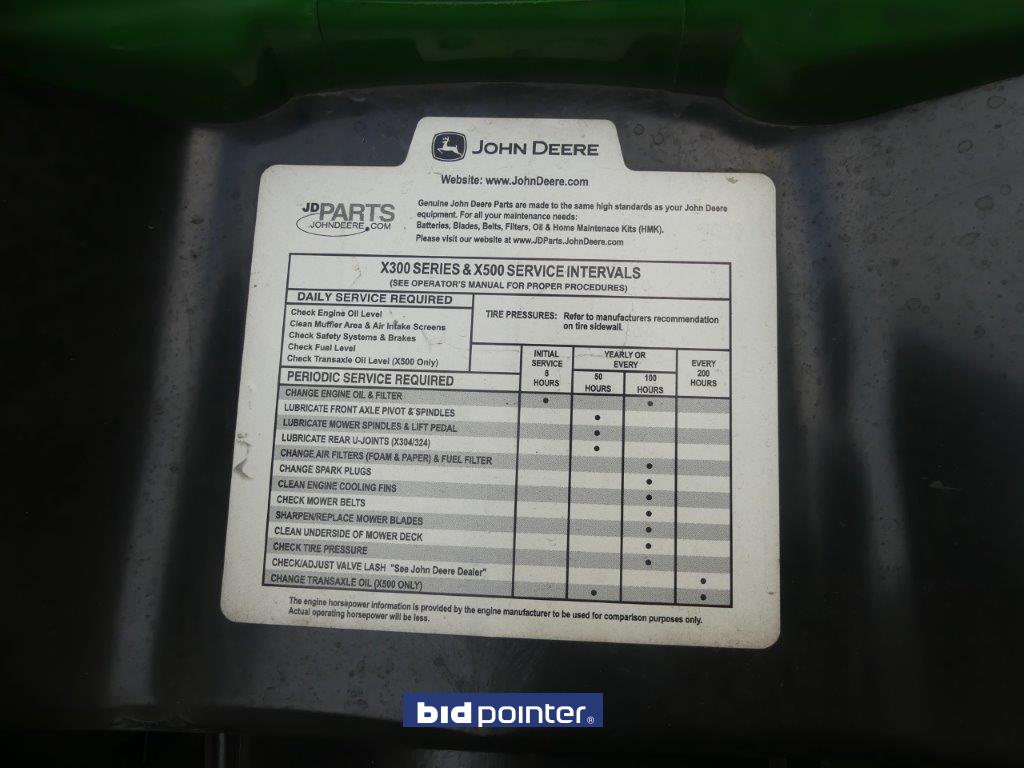 JOHN DEERE
Website: www.JohnDeere.com
JDPARTS
.JOHNDEERE.COM
Genuine John Deere Parts are made to the same high standards as your John Deere
equipment. For all your maintenance needs:
Batteries, Blades, Belts, Filters, Oil & Home Maintenace Kits (HMK).
Please visit our website at www.JDParts.JohnDeere.com
X300 SERIES & X500 SERVICE INTERVALS
(SEE OPERATOR'S MANUAL FOR PROPER PROCEDURES)
DAILY SERVICE REQUIRED
Check Engine Oil Level
Clean Muffler Area & Air Intake Screens
Check Safety Systems & Brakes
Check Fuel Level
Check Transaxle Oil Level (X500 Only)
TIRE PRESSURES: Refer to manufacturers recommendation
on tire sidewall.
PERIODIC SERVICE REQUIRED
INITIAL
SERVICE
8
HOURS
YEARLY OR
EVERY
50
HOURS
100
HOURS
EVERY
200
HOURS
CHANGE ENGINE OIL & FILTER
LUBRICATE FRONT AXLE PIVOT & SPINDLES
LUBRICATE MOWER SPINDLES & LIFT PEDAL
LUBRICATE REAR U-JOINTS (X304/324)
CHANGE AIR FILTERS (FOAM & PAPER) & FUEL FILTER
CHANGE SPARK PLUGS
CLEAN ENGINE COOLING FINS
CHECK MOWER BELTS
SHARPEN/REPLACE MOWER BLADES
CLEAN UNDERSIDE OF MOWER DECK
CHECK TIRE PRESSURE
CHECK/ADJUST VALVE LASH "See John Deere Dealer"
CHANGE TRANSAXLE OIL (X500 ONLY)
The engine horsepower information is provided by the engine manufacturer to be used for comparison purposes only.
Actual operating horsepower will be less.
bidpointer®